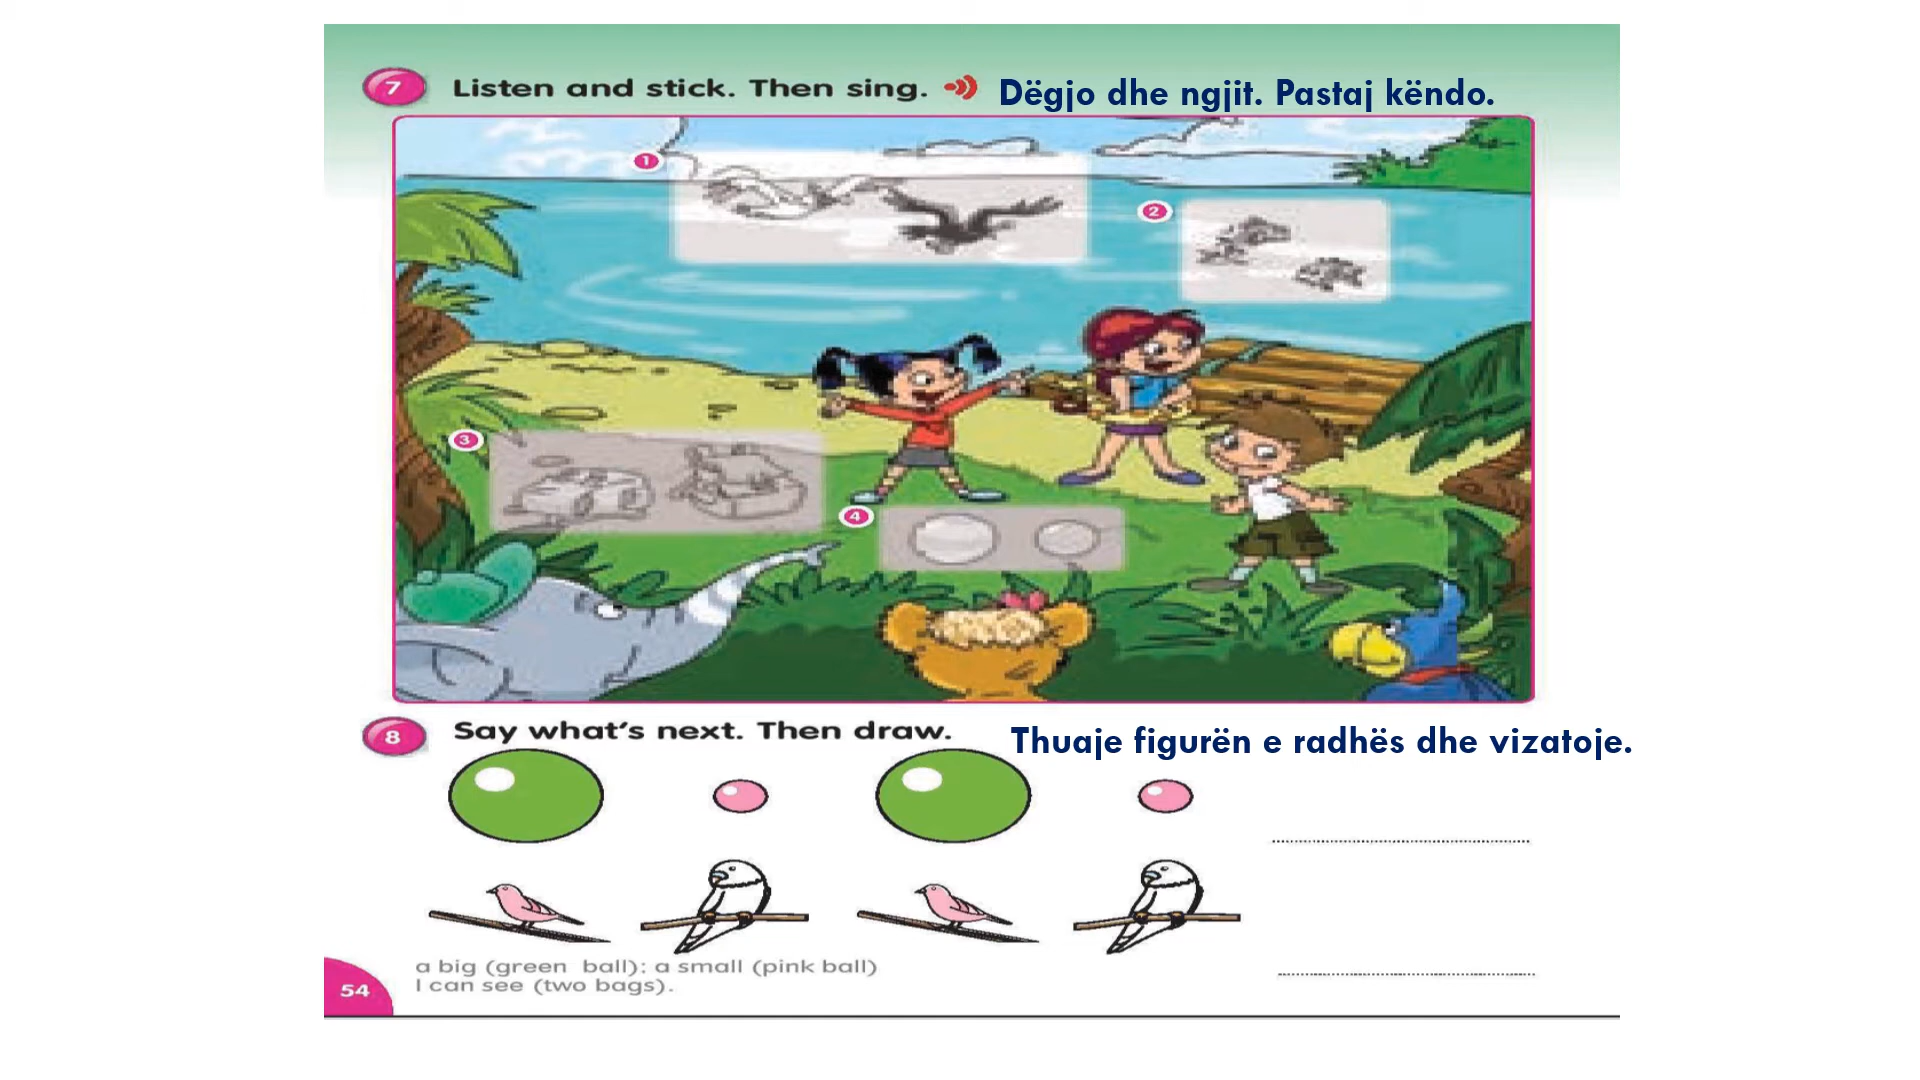 7 Listen and stick. Then sing. Dëgjo dhe ngjit. Pastaj këndo.
1
2
3
4
8 Say what's next. Then draw. Thuaje figurën e radhës dhe vizatoje.
a big (green ball): a small (pink ball)
I can see (two bags).
54